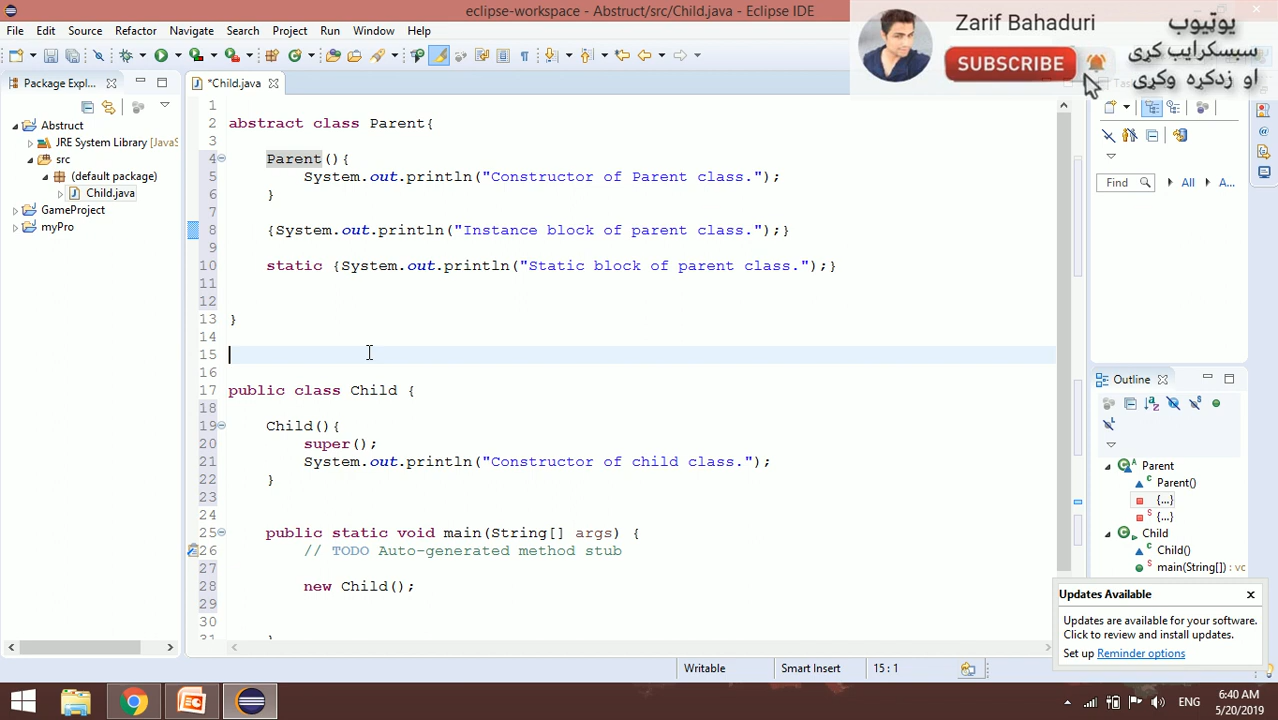 eclipse-workspace - Abstruct/src/Child.java - Eclipse IDE
Zarif Bahaduri
SUBSCRIBE
یوټیوب
سبسکرایب کړی
او زدکړه وکړی
File Edit Source Refactor Navigate Search Project Run Window Help
Package Expl...
*Child.java
Abstruct
JRE System Library [JavaS
src
(default package)
Child.java
GameProject
myPro
1
2 abstract class Parent{
3
4 Parent(){
5 System.out.println("Constructor of Parent class.");
6 }
7
8 {System.out.println("Instance block of parent class.");}
9
10 static {System.out.println("Static block of parent class.");}
11
12
13 }
14
15
16
17 public class Child {
18
19 Child(){
20 super();
21 System.out.println("Constructor of child class.");
22 }
23
24
25 public static void main(String[] args) {
26 // TODO Auto-generated method stub
27
28 new Child();
29
30
31 }
Find All A...
Outline
Parent
Parent()
{...}
{...}
Child
Child()
main(String[]) : vc
Updates Available
Updates are available for your software.
Click to review and install updates.
Set up Reminder options
Writable Smart Insert 15 : 1
ENG
6:40 AM
5/20/2019